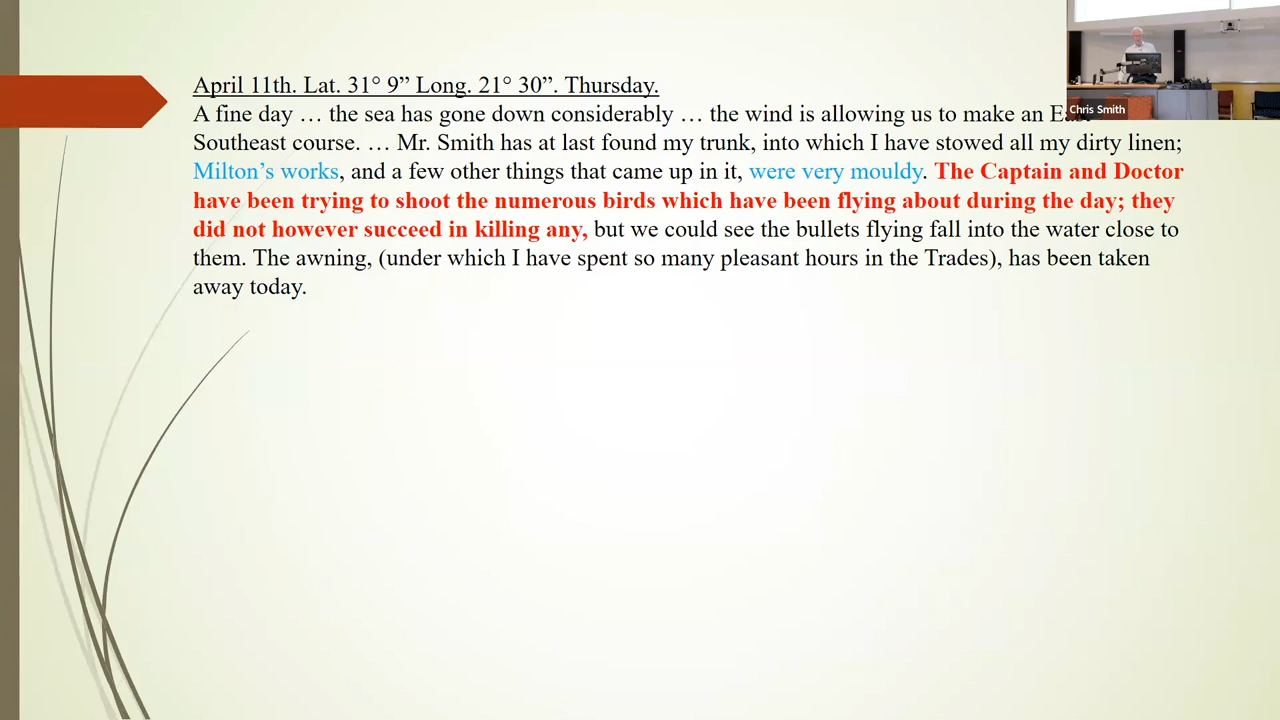 April 11th. Lat. 31° 9” Long. 21° 30”. Thursday.
A fine day … the sea has gone down considerably … the wind is allowing us to make an
Southeast course. … Mr. Smith has at last found my trunk, into which I have stowed all my dirty linen;
Milton’s works, and a few other things that came up in it, were very mouldy. The Captain and Doctor
have been trying to shoot the numerous birds which have been flying about during the day; they
did not however succeed in killing any, but we could see the bullets flying fall into the water close to
them. The awning, (under which I have spent so many pleasant hours in the Trades), has been taken
away today.
Chris Smith